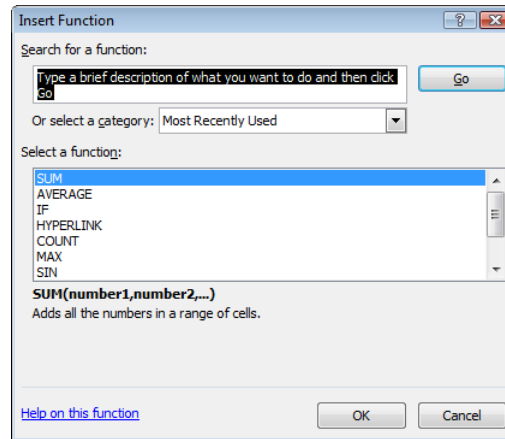 Insert Function
Search for a function:
Type a brief description of what you want to do and then click
Go
Go
Or select a category: Most Recently Used
Select a function:
SUM
AVERAGE
IF
HYPERLINK
COUNT
MAX
SIN
SUM(number1,number2,...)
Adds all the numbers in a range of cells.
Help on this function
OK
Cancel